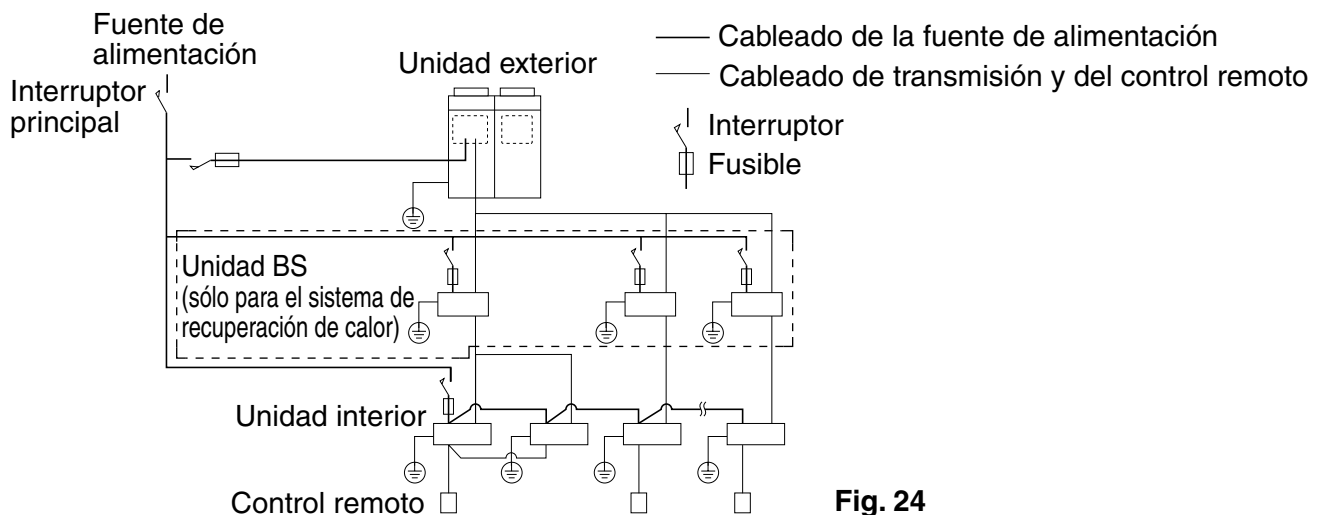 Fuente de
alimentación
Interruptor
principal
Unidad exterior
Cableado de la fuente de alimentación
Cableado de transmisión y del control remoto
Interruptor
Fusible
Unidad BS
(sólo para el sistema de
recuperación de calor)
Unidad interior
Control remoto
Fig. 24